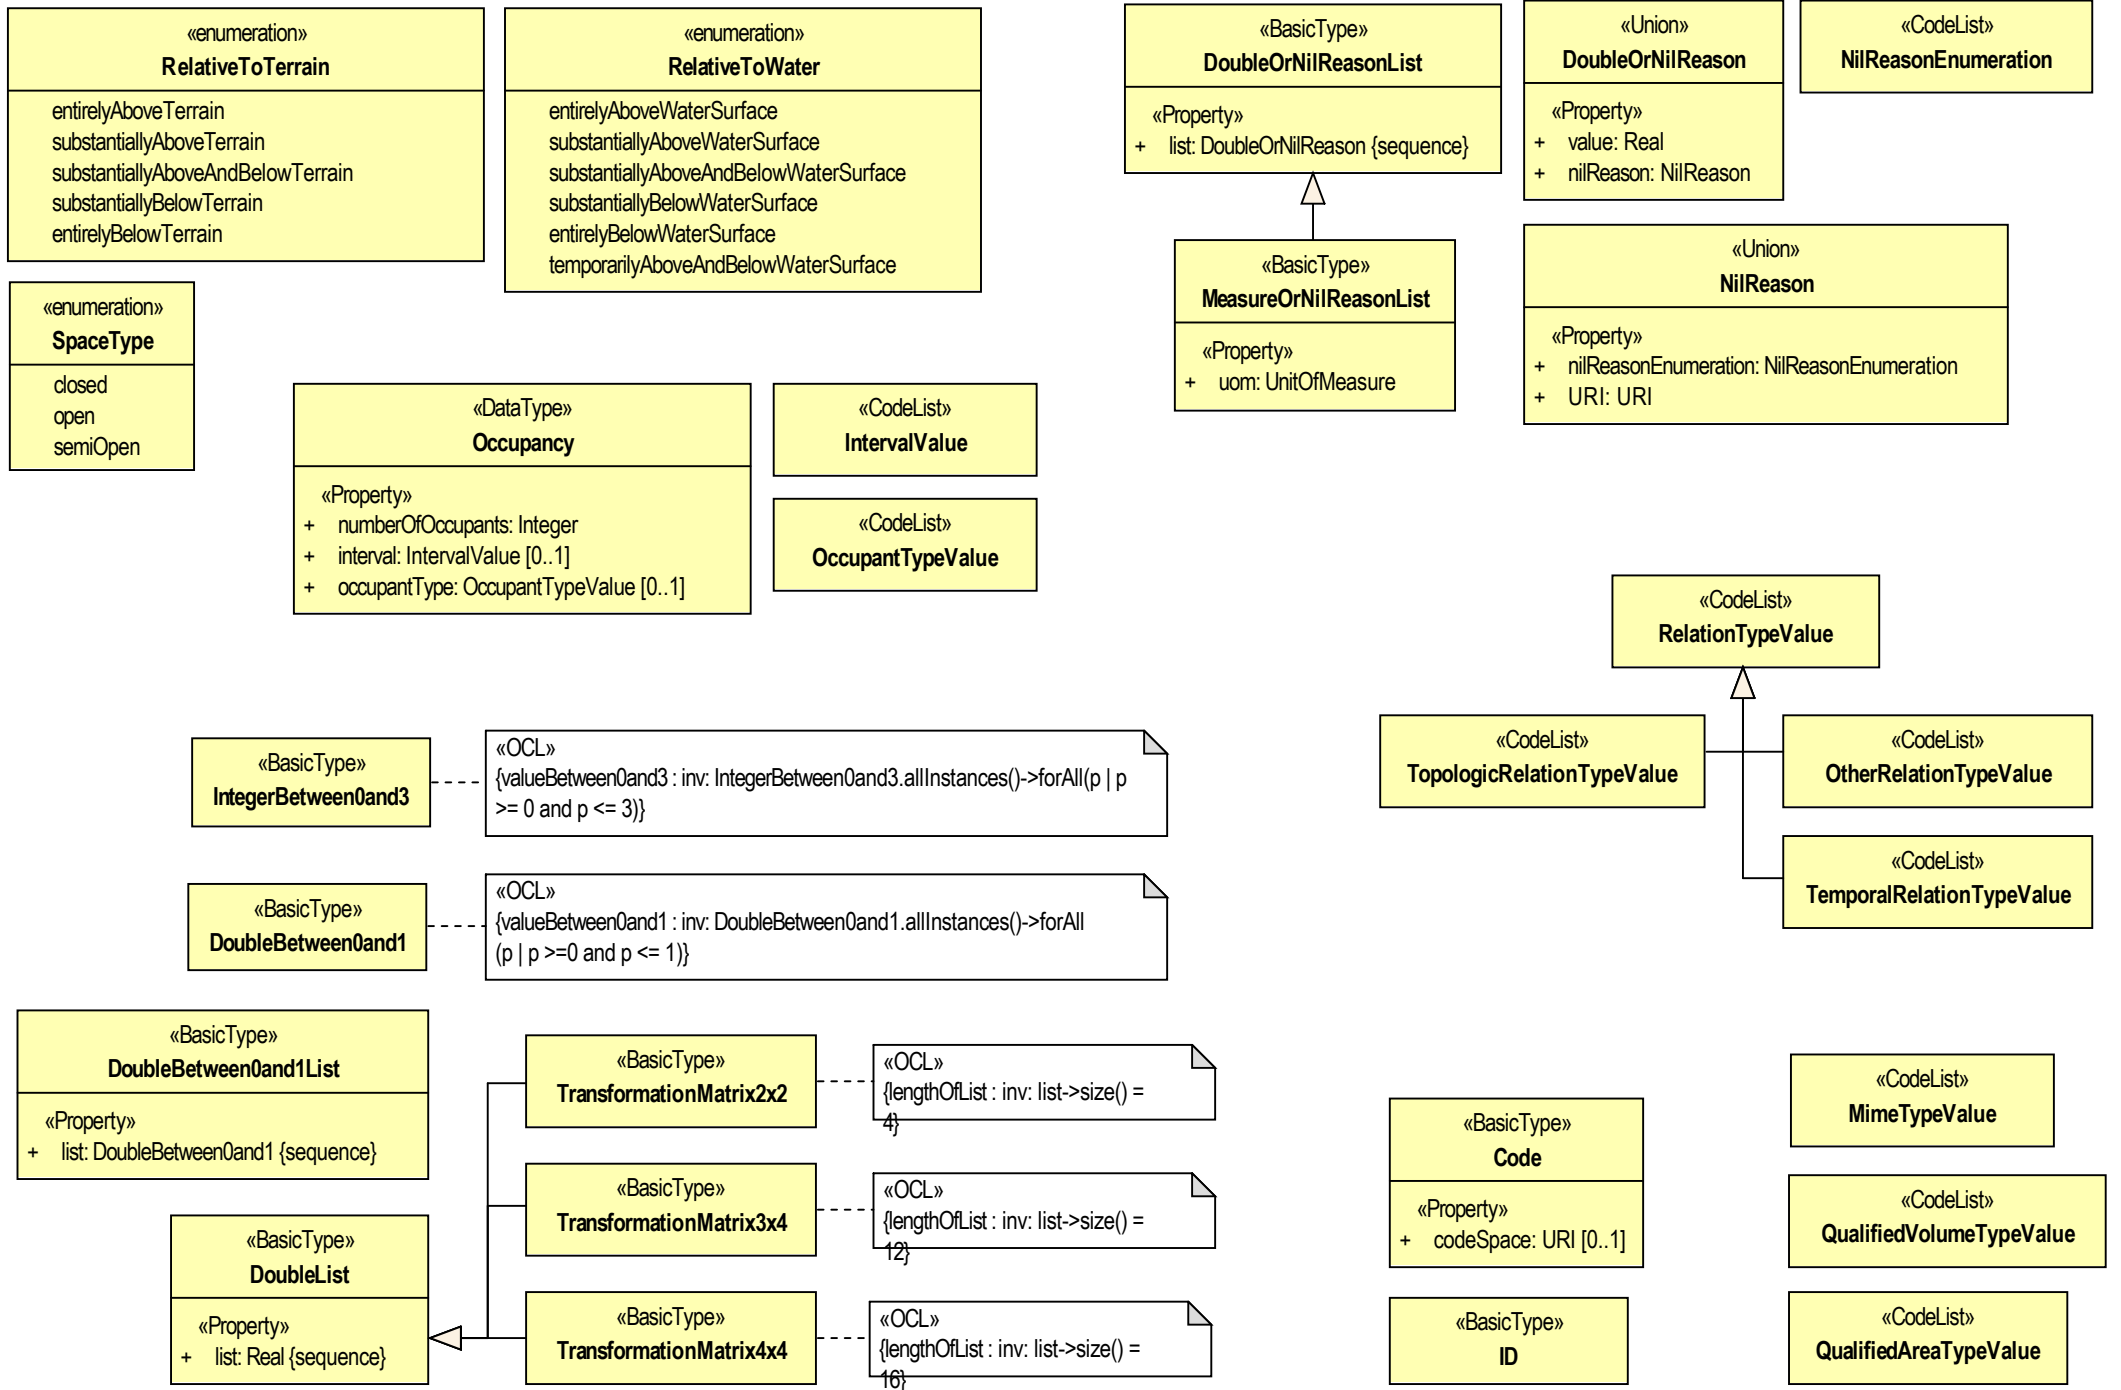 «enumeration»
RelativeToTerrain
entirelyAboveTerrain
substantiallyAboveTerrain
substantiallyAboveAndBelowTerrain
substantiallyBelowTerrain
entirelyBelowTerrain
«enumeration»
RelativeToWater
entirelyAboveWaterSurface
substantiallyAboveWaterSurface
substantiallyAboveAndBelowWaterSurface
substantiallyBelowWaterSurface
entirelyBelowWaterSurface
temporarilyAboveAndBelowWaterSurface
«BasicType»
DoubleOrNilReasonList
«Property»
+ list: DoubleOrNilReason {sequence}
«Union»
DoubleOrNilReason
«Property»
+ value: Real
+ nilReason: NilReason
«CodeList»
NilReasonEnumeration
«BasicType»
MeasureOrNilReasonList
«Property»
+ uom: UnitOfMeasure
«Union»
NilReason
«Property»
+ nilReasonEnumeration: NilReasonEnumeration
+ URI: URI
«enumeration»
SpaceType
closed
open
semiOpen
«DataType»
Occupancy
«Property»
+ numberOfOccupants: Integer
+ interval: IntervalValue [0..1]
+ occupantType: OccupantTypeValue [0..1]
«CodeList»
IntervalValue
«CodeList»
OccupantTypeValue
«CodeList»
RelationTypeValue
«CodeList»
TopologicRelationTypeValue
«CodeList»
OtherRelationTypeValue
«CodeList»
TemporalRelationTypeValue
«BasicType»
IntegerBetween0and3
«OCL»
{valueBetween0and3 : inv: IntegerBetween0and3.allInstances()->forAll(p | p
>= 0 and p <= 3)}
«BasicType»
DoubleBetween0and1
«OCL»
{valueBetween0and1 : inv: DoubleBetween0and1.allInstances()->forAll
(p | p >=0 and p <= 1)}
«BasicType»
DoubleBetween0and1List
«Property»
+ list: DoubleBetween0and1 {sequence}
«BasicType»
DoubleList
«Property»
+ list: Real {sequence}
«BasicType»
TransformationMatrix2x2
«OCL»
{lengthOfList : inv: list->size() =
4}
«BasicType»
TransformationMatrix3x4
«OCL»
{lengthOfList : inv: list->size() =
12}
«BasicType»
TransformationMatrix4x4
«OCL»
{lengthOfList : inv: list->size() =
16}
«BasicType»
Code
«Property»
+ codeSpace: URI [0..1]
«BasicType»
ID
«CodeList»
MimeTypeValue
«CodeList»
QualifiedVolumeTypeValue
«CodeList»
QualifiedAreaTypeValue